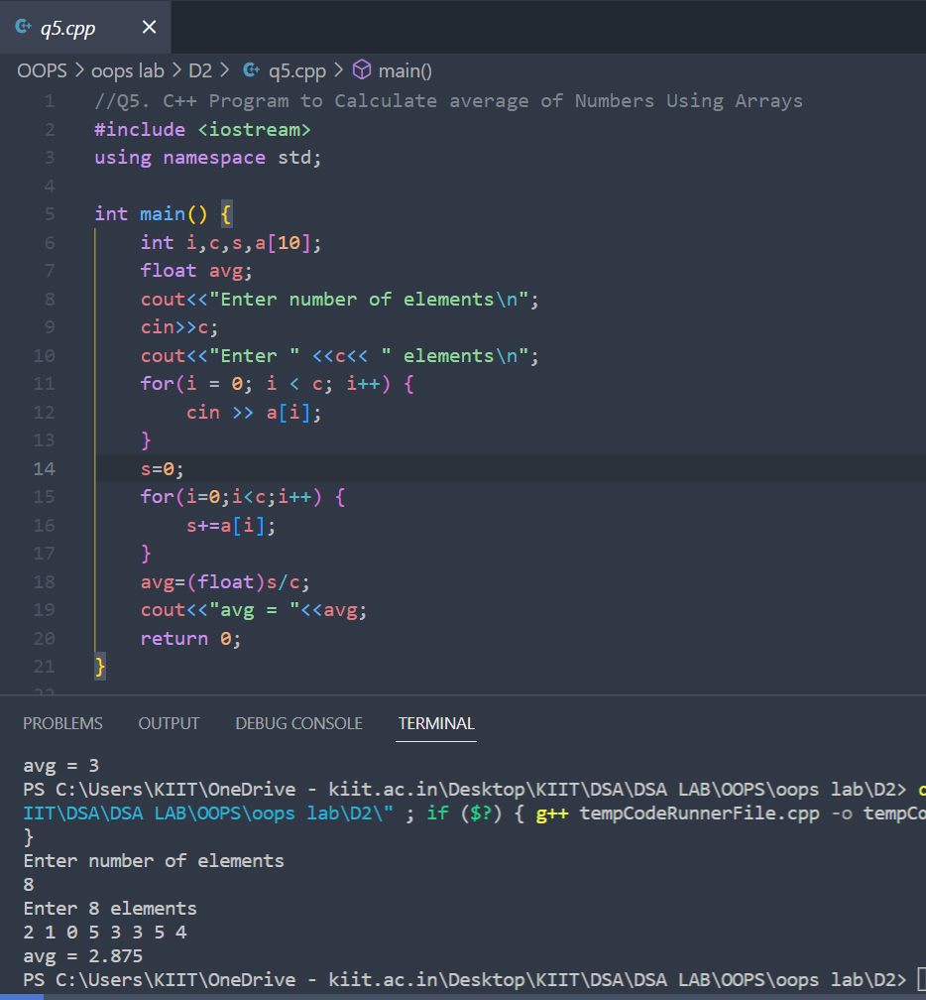 q5.cpp
OOPS > oops lab > D2 > q5.cpp > main()
1 //Q5. C++ Program to Calculate average of Numbers Using Arrays
2 #include <iostream>
3 using namespace std;
4
5 int main() {
6 int i,c,s,a[10];
7 float avg;
8 cout<<"Enter number of elements\n";
9 cin>>c;
10 cout<<"Enter " <<c<< " elements\n";
11 for(i = 0; i < c; i++) {
12 cin >> a[i];
13 }
14 s=0;
15 for(i=0;i<c;i++) {
16 s+=a[i];
17 }
18 avg=(float)s/c;
19 cout<<"avg = "<<avg;
20 return 0;
21 }
PROBLEMS OUTPUT DEBUG CONSOLE TERMINAL
avg = 3
PS C:\Users\KIIT\OneDrive - kiit.ac.in\Desktop\KIIT\DSA\DSA LAB\OOPS\oops lab\D2>
IIT\DSA\DSA LAB\OOPS\oops lab\D2\" ; if ($?) { g++ tempCodeRunnerFile.cpp -o tempCo
}
Enter number of elements
8
Enter 8 elements
2 1 0 5 3 3 5 4
avg = 2.875
PS C:\Users\KIIT\OneDrive - kiit.ac.in\Desktop\KIIT\DSA\DSA LAB\OOPS\oops lab\D2>